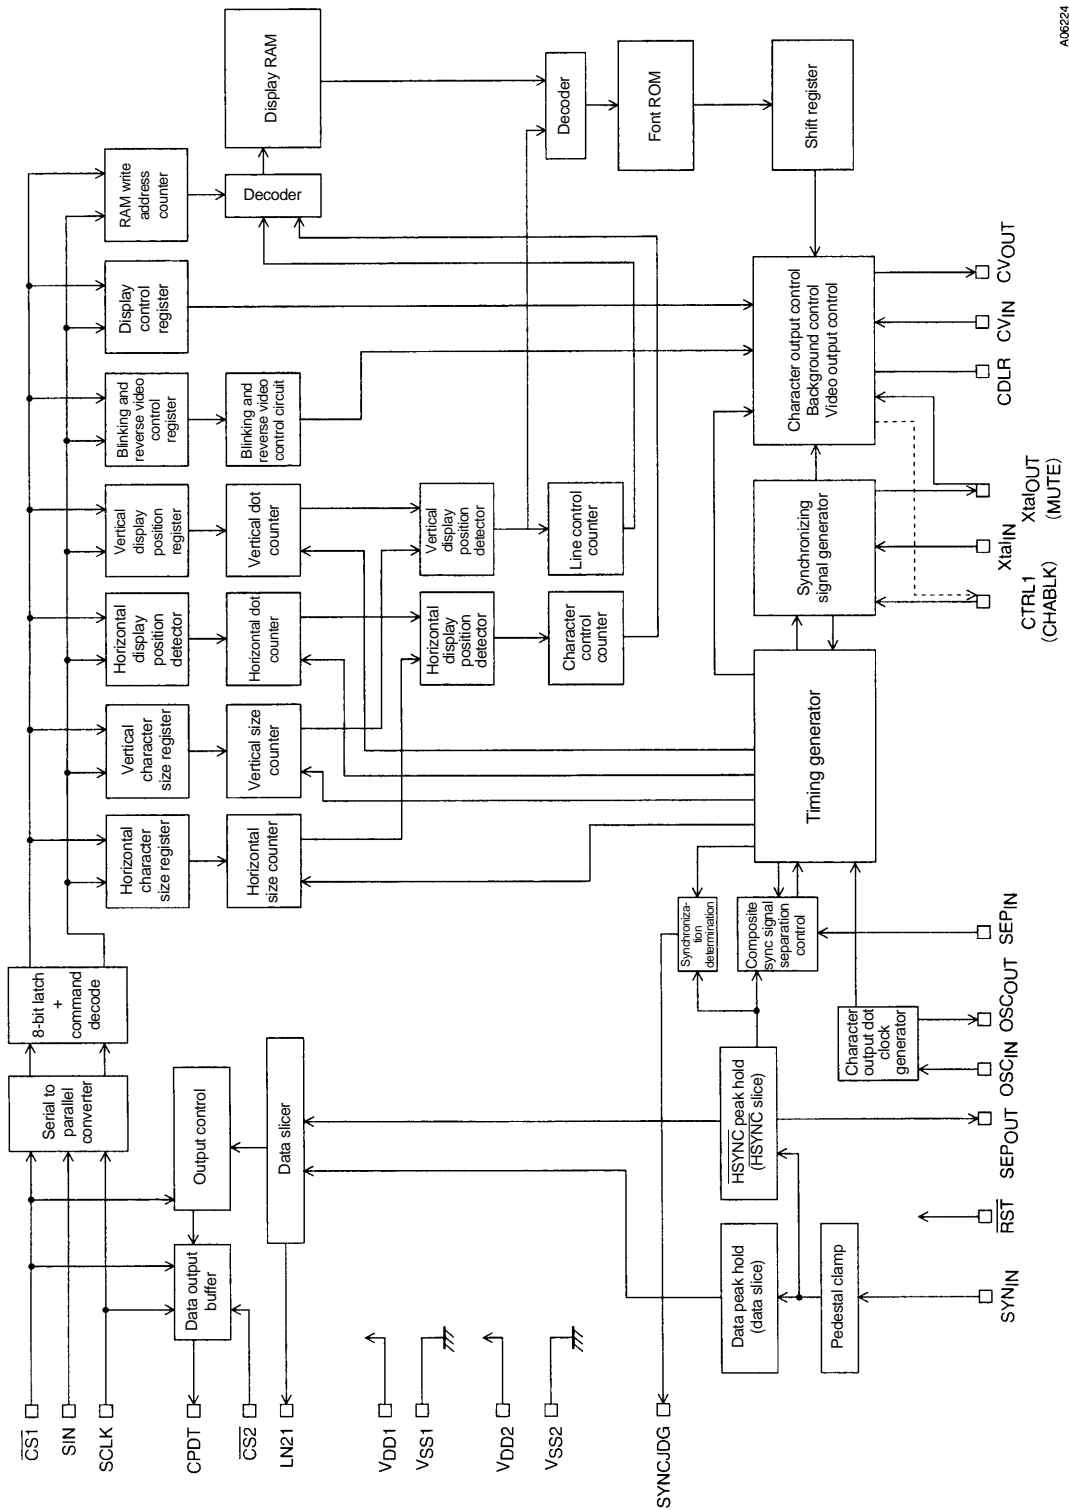 A06224
Display RAM
Decoder
Font ROM
Shift register
RAM write
address
counter
Decoder
Display
control
register
Character output control
Background control
Video output control
CVOUT
CVIN
CDLR
Blinking and
reverse video
control
register
Blinking and
reverse video
control circuit
Vertical
display
position
register
Vertical dot
counter
Vertical
display
position
detector
Line control
counter
Synchronizing
signal generator
XtalOUT
(MUTE)
XtalIN
CTRL1
(CHABLK)
Horizontal
display
position
detector
Horizontal dot
counter
Horizontal
display
position
detector
Character
control
counter
Vertical
character
size register
Vertical size
counter
Timing generator
Horizontal
character
size register
Horizontal
size counter
Synchroniza-
tion
determination
Composite
sync signal
separation
control
SEPIN
8-bit latch
+
command
decode
Character
output dot
clock
generator
OSCOUT
OSCIN
Serial to
parallel
converter
Output control
Data slicer
HSYNC peak hold
(HSYNC slice)
SEPOUT
RST
Data output
buffer
Data peak hold
(data slice)
Pedestal clamp
SYNIN
CS1
SIN
SCLK
CPDT
CS2
LN21
VDD1
VSS1
VDD2
VSS2
SYNCJDG